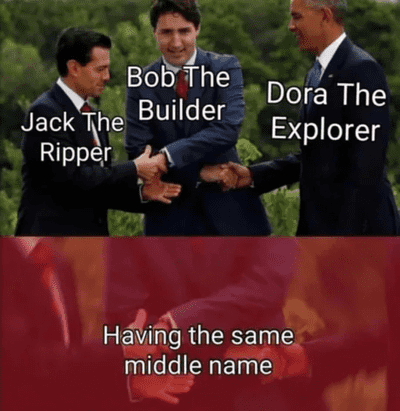 Jack The
Ripper
Bob The
Builder
Dora The
Explorer
Having the same
middle name